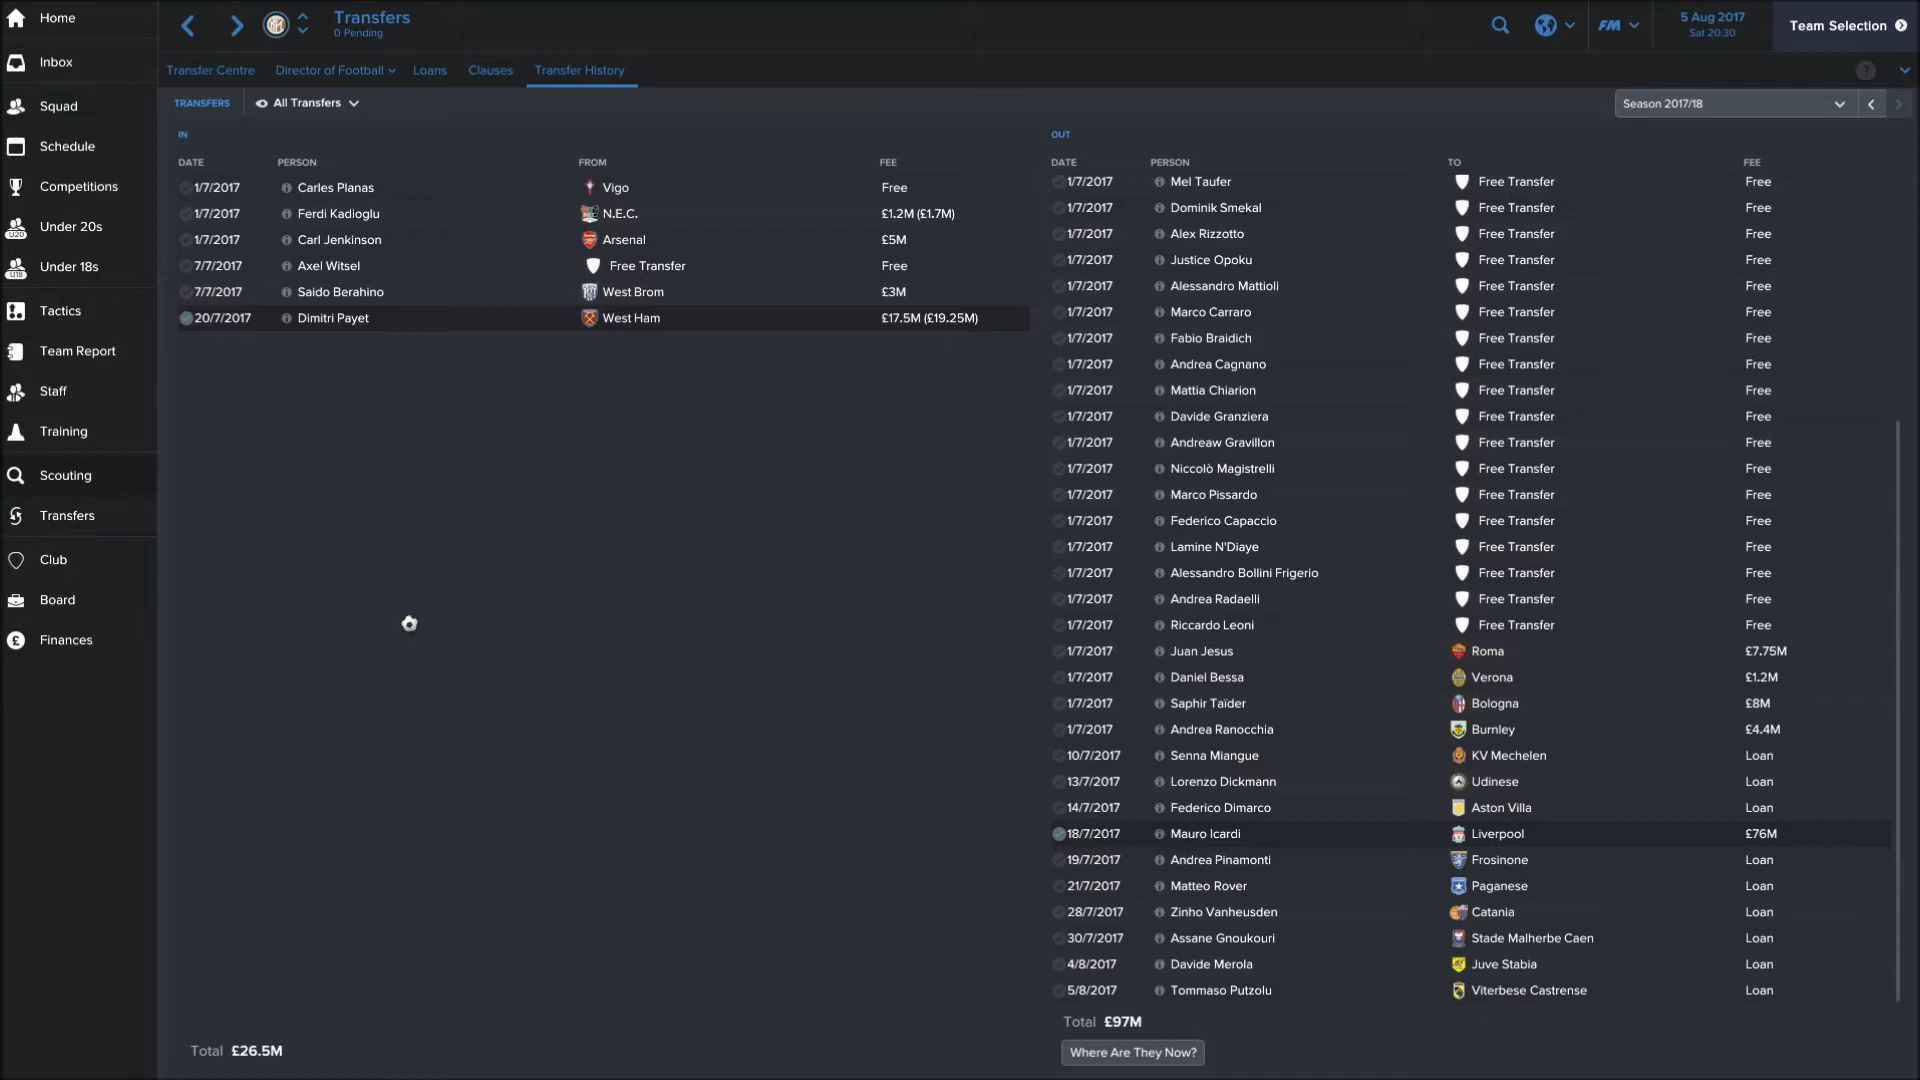 Home
Inbox
Squad
Schedule
Competitions
U20 Under 20s
U18 Under 18s
Tactics
Team Report
Staff
Training
Scouting
Transfers
Club
Board
£ Finances
Transfers
0 Pending
FM
5 Aug 2017
Sat 20:30
Team Selection
Transfer Centre Director of Football Loans Clauses Transfer History ?
TRANSFERS All Transfers Season 2017/18
IN
DATE PERSON FROM FEE
1/7/2017 Carles Planas Vigo Free
1/7/2017 Ferdi Kadioglu N.E.C. £1.2M (£1.7M)
1/7/2017 Carl Jenkinson Arsenal £5M
7/7/2017 Axel Witsel Free Transfer Free
7/7/2017 Saido Berahino West Brom £3M
20/7/2017 Dimitri Payet West Ham £17.5M (£19.25M)
Total £26.5M
OUT
DATE PERSON TO FEE
1/7/2017 Mel Taufer Free Transfer Free
1/7/2017 Dominik Smekal Free Transfer Free
1/7/2017 Alex Rizzotto Free Transfer Free
1/7/2017 Justice Opoku Free Transfer Free
1/7/2017 Alessandro Mattioli Free Transfer Free
1/7/2017 Marco Carraro Free Transfer Free
1/7/2017 Fabio Braidich Free Transfer Free
1/7/2017 Andrea Cagnano Free Transfer Free
1/7/2017 Mattia Chiarion Free Transfer Free
1/7/2017 Davide Granziera Free Transfer Free
1/7/2017 Andreaw Gravillon Free Transfer Free
1/7/2017 Niccolò Magistrelli Free Transfer Free
1/7/2017 Marco Pissardo Free Transfer Free
1/7/2017 Federico Capaccio Free Transfer Free
1/7/2017 Lamine N'Diaye Free Transfer Free
1/7/2017 Alessandro Bollini Frigerio Free Transfer Free
1/7/2017 Andrea Radaelli Free Transfer Free
1/7/2017 Riccardo Leoni Free Transfer Free
1/7/2017 Juan Jesus Roma £7.75M
1/7/2017 Daniel Bessa Verona £1.2M
1/7/2017 Saphir Taïder Bologna £8M
1/7/2017 Andrea Ranocchia Burnley £4.4M
10/7/2017 Senna Miangue KV Mechelen Loan
13/7/2017 Lorenzo Dickmann Udinese Loan
14/7/2017 Federico Dimarco Aston Villa Loan
18/7/2017 Mauro Icardi Liverpool £76M
19/7/2017 Andrea Pinamonti Frosinone Loan
21/7/2017 Matteo Rover Paganese Loan
28/7/2017 Zinho Vanheusden Catania Loan
30/7/2017 Assane Gnoukouri Stade Malherbe Caen Loan
4/8/2017 Davide Merola Juve Stabia Loan
5/8/2017 Tommaso Putzolu Viterbese Castrense Loan
Total £97M
Where Are They Now?